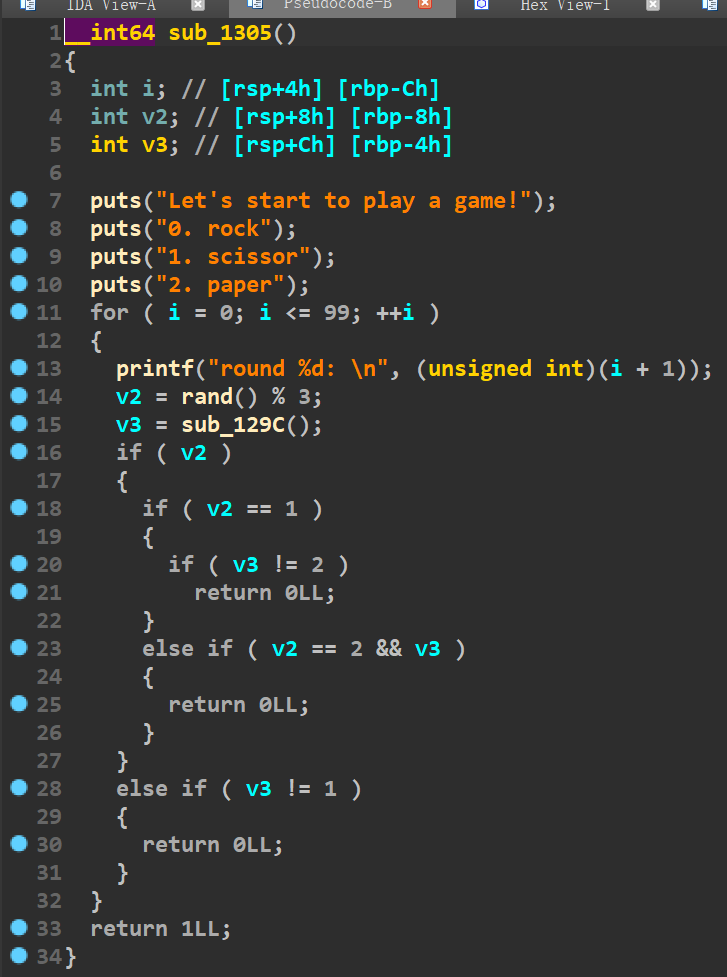 IDA View-A Pseudocode-B Hex View-1
1 __int64 sub_1305()
2 {
3 int i; // [rsp+4h] [rbp-Ch]
4 int v2; // [rsp+8h] [rbp-8h]
5 int v3; // [rsp+Ch] [rbp-4h]
6
7 puts("Let's start to play a game!");
8 puts("0. rock");
9 puts("1. scissor");
10 puts("2. paper");
11 for ( i = 0; i <= 99; ++i )
12 {
13 printf("round %d: \n", (unsigned int)(i + 1));
14 v2 = rand() % 3;
15 v3 = sub_129C();
16 if ( v2 )
17 {
18 if ( v2 == 1 )
19 {
20 if ( v3 != 2 )
21 return 0LL;
22 }
23 else if ( v2 == 2 && v3 )
24 {
25 return 0LL;
26 }
27 }
28 else if ( v3 != 1 )
29 {
30 return 0LL;
31 }
32 }
33 return 1LL;
34 }